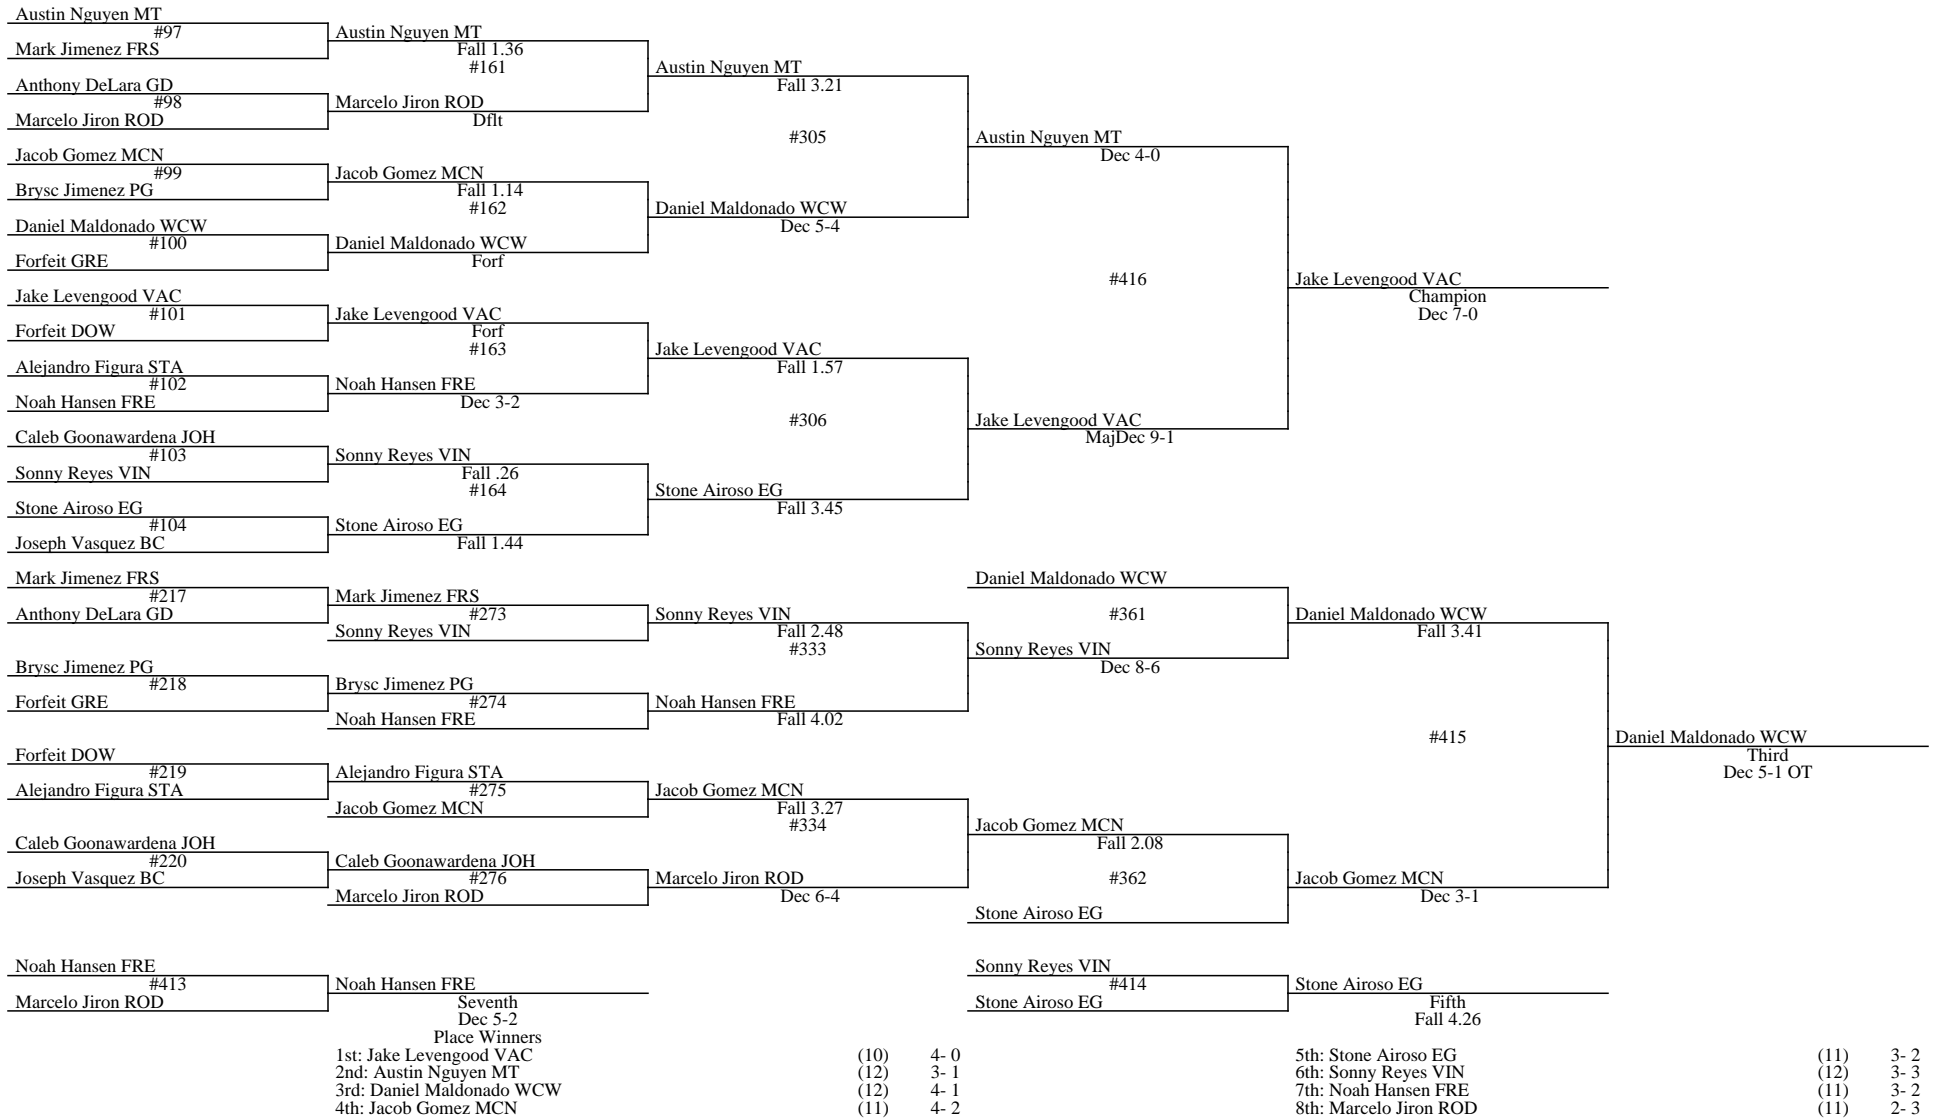 Austin Nguyen MT
#97
Mark Jimenez FRS
Anthony DeLara GD
#98
Marcelo Jiron ROD
Jacob Gomez MCN
#99
Brysc Jimenez PG
Daniel Maldonado WCW
#100
Forfeit GRE
Jake Levengood VAC
#101
Forfeit DOW
Alejandro Figura STA
#102
Noah Hansen FRE
Caleb Goonawardena JOH
#103
Sonny Reyes VIN
Stone Airoso EG
#104
Joseph Vasquez BC
Austin Nguyen MT
Fall 1.36
#161
Marcelo Jiron ROD
Dflt
Jacob Gomez MCN
Fall 1.14
#162
Daniel Maldonado WCW
Forf
Jake Levengood VAC
Forf
#163
Noah Hansen FRE
Dec 3-2
Sonny Reyes VIN
Fall .26
#164
Stone Airoso EG
Fall 1.44
Austin Nguyen MT
Fall 3.21
#305
Daniel Maldonado WCW
Dec 5-4
Jake Levengood VAC
Fall 1.57
#306
Stone Airoso EG
Fall 3.45
Austin Nguyen MT
Dec 4-0
#416
Jake Levengood VAC
MajDec 9-1
Jake Levengood VAC
Champion
Dec 7-0
Mark Jimenez FRS
#217
Anthony DeLara GD
Brysc Jimenez PG
#218
Forfeit GRE
Forfeit DOW
#219
Alejandro Figura STA
Caleb Goonawardena JOH
#220
Joseph Vasquez BC
Mark Jimenez FRS
#273
Sonny Reyes VIN
Brysc Jimenez PG
#274
Noah Hansen FRE
Alejandro Figura STA
#275
Jacob Gomez MCN
Caleb Goonawardena JOH
#276
Marcelo Jiron ROD
Sonny Reyes VIN
Fall 2.48
#333
Noah Hansen FRE
Fall 4.02
Jacob Gomez MCN
Fall 3.27
#334
Marcelo Jiron ROD
Dec 6-4
Daniel Maldonado WCW
#361
Sonny Reyes VIN
Dec 8-6
Jacob Gomez MCN
Fall 2.08
#362
Stone Airoso EG
Daniel Maldonado WCW
Fall 3.41
#415
Jacob Gomez MCN
Dec 3-1
Daniel Maldonado WCW
Third
Dec 5-1 OT
Noah Hansen FRE
#413
Marcelo Jiron ROD
Noah Hansen FRE
Seventh
Dec 5-2
Sonny Reyes VIN
#414
Stone Airoso EG
Stone Airoso EG
Fifth
Fall 4.26
Place Winners
1st: Jake Levengood VAC (10) 4- 0
2nd: Austin Nguyen MT (12) 3- 1
3rd: Daniel Maldonado WCW (12) 4- 1
4th: Jacob Gomez MCN (11) 4- 2
5th: Stone Airoso EG (11) 3- 2
6th: Sonny Reyes VIN (12) 3- 3
7th: Noah Hansen FRE (11) 3- 2
8th: Marcelo Jiron ROD (11) 2- 3